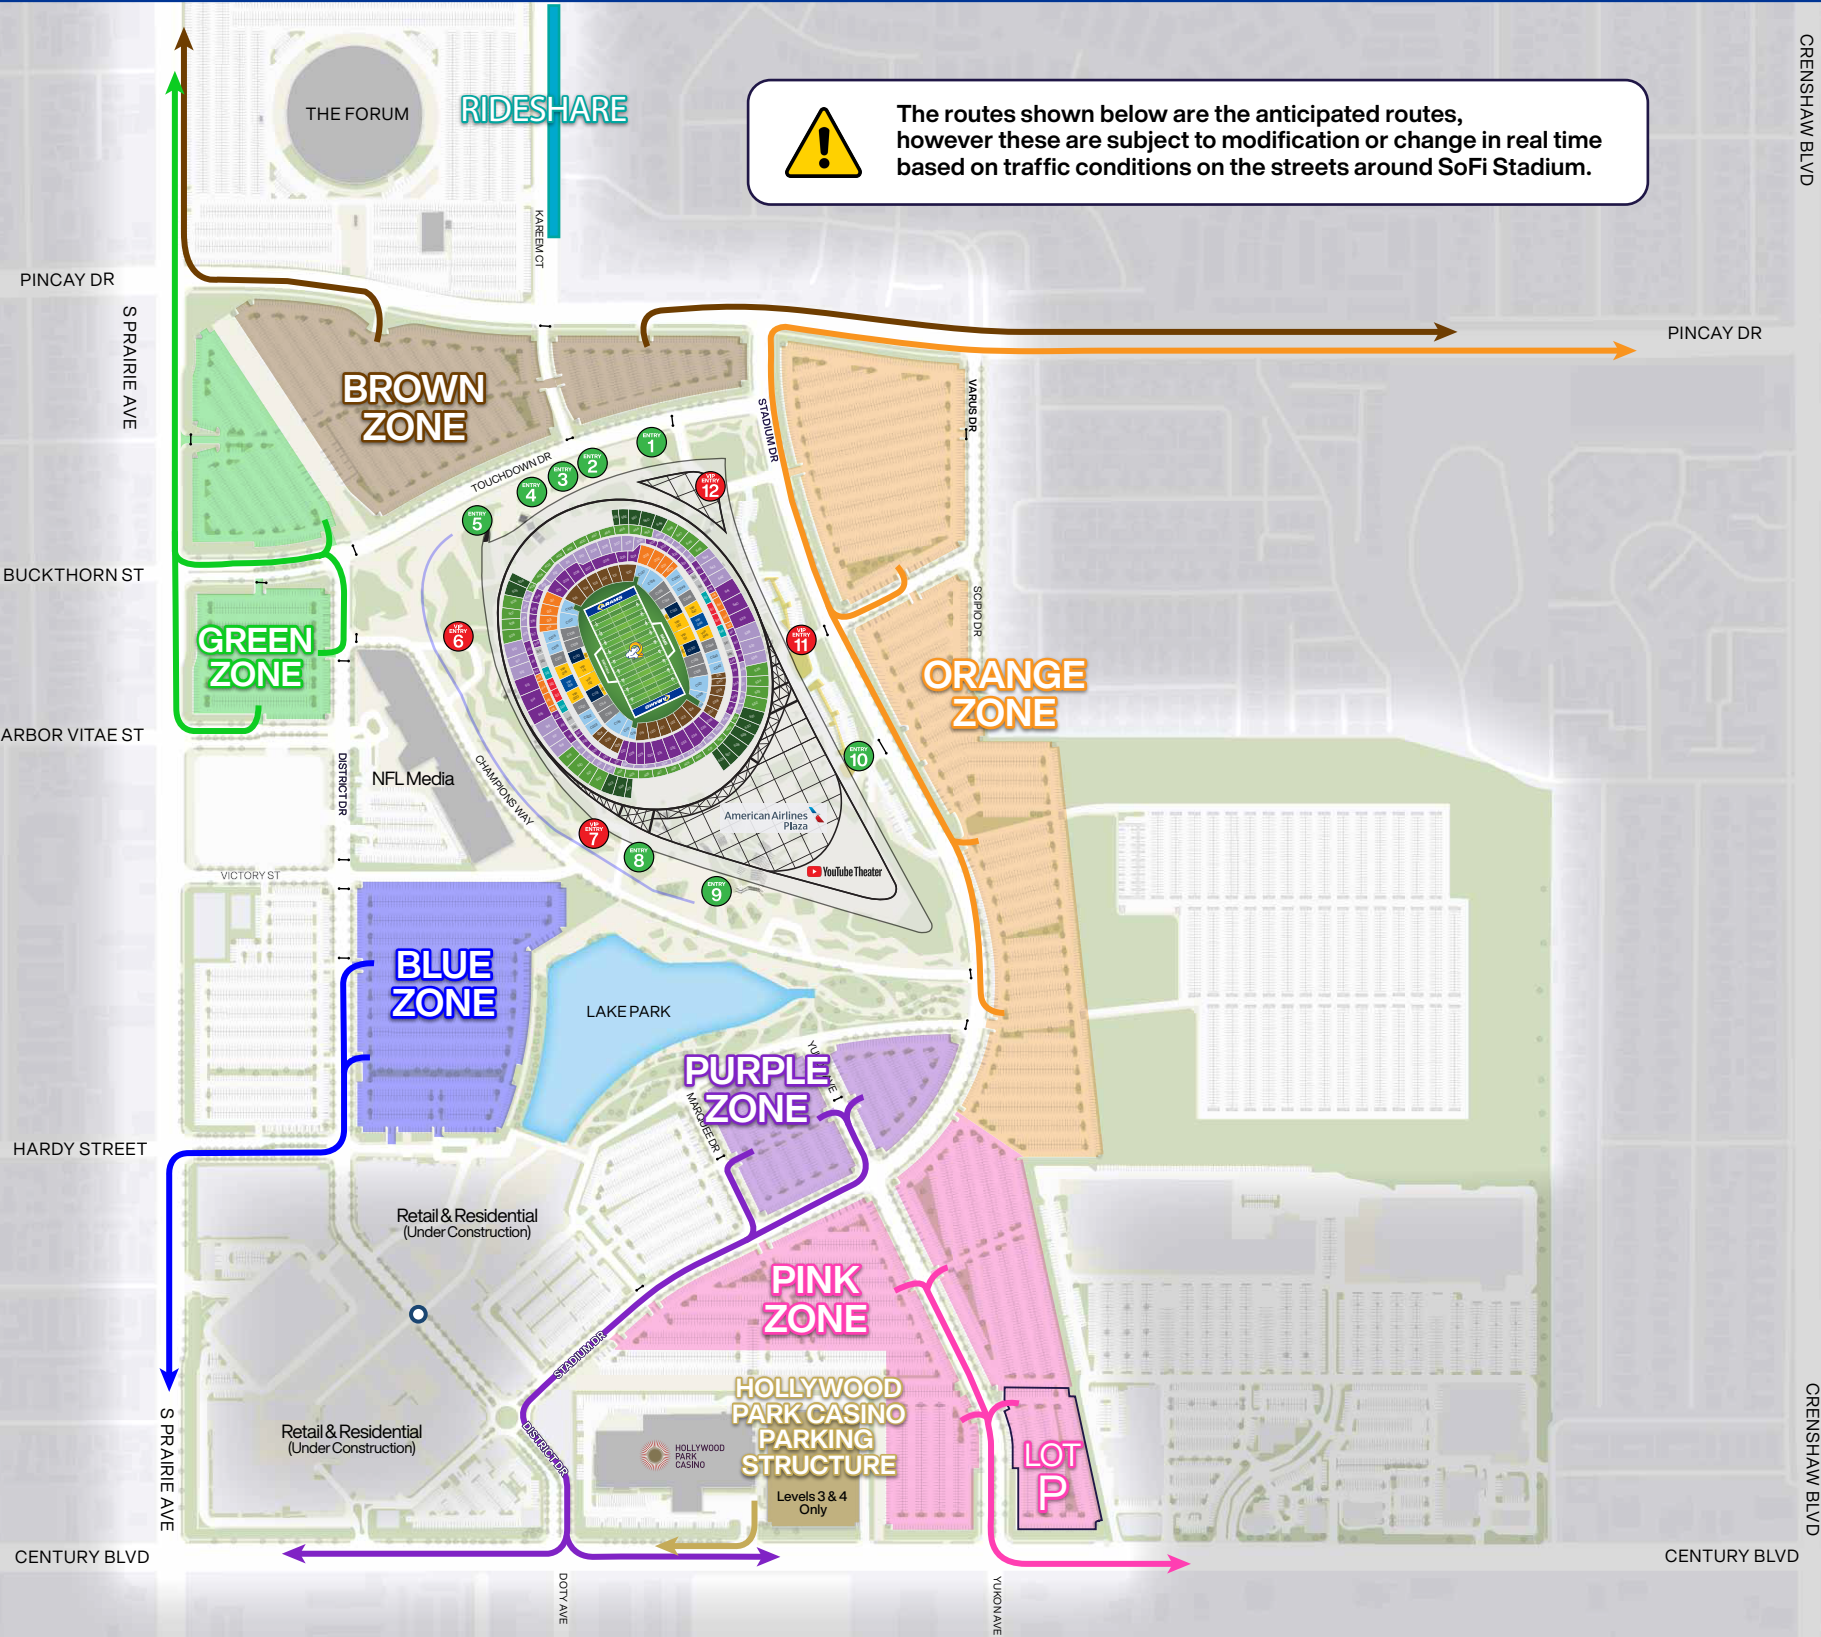 THE FORUM
RIDESHARE
The routes shown below are the anticipated routes,
however these are subject to modification or change in real time
based on traffic conditions on the streets around SoFi Stadium.
CRENSHAW BLVD
KAREEM CT
PINCAY DR
S PRAIRIE AVE
PINCAY DR
BROWN
ZONE
STADIUM DR
VARUS DR
TOUCHDOWN DR
ENTRY
1
ENTRY
2
ENTRY
3
ENTRY
4
ENTRY
5
VIP
ENTRY
12
BUCKTHORN ST
GREEN
ZONE
VIP
ENTRY
6
RAMS
VIP
ENTRY
11
SCIPIO DR
ORANGE
ZONE
ARBOR VITAE ST
DISTRICT DR
NFL Media
CHAMPIONS WAY
ENTRY
10
American Airlines
Plaza
VIP
ENTRY
7
ENTRY
8
ENTRY
9
YouTube Theater
VICTORY ST
BLUE
ZONE
LAKE PARK
PURPLE
ZONE
MARQUEE DR
HARDY STREET
Retail & Residential
(Under Construction)
PINK
ZONE
STADIUM DR
HOLLYWOOD
PARK CASINO
PARKING
STRUCTURE
Levels 3 & 4
Only
HOLLYWOOD
PARK
CASINO
Retail & Residential
(Under Construction)
DISTRICT DR
LOT
P
S PRAIRIE AVE
CRENSHAW BLVD
CENTURY BLVD
CENTURY BLVD
DOTY AVE
YUKON AVE